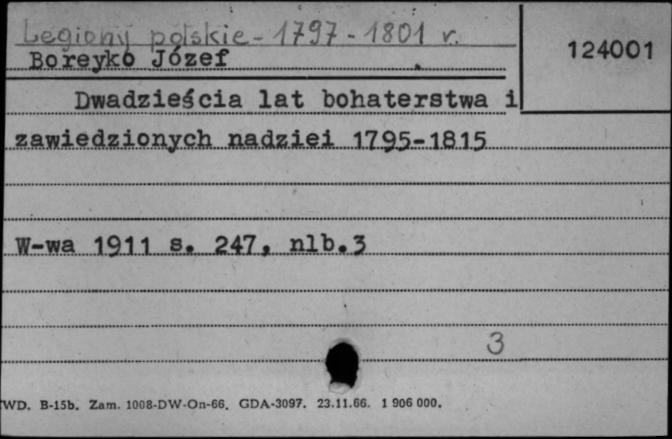 Legiony polskie - 1797 - 1801 r.
Boreyko Józef
124001
Dwadzieścia lat bohaterstwa i
zawiedzionych nadziei 1795-1815
W-wa 1911 s. 247, nlb.3
3
WD. B-15b. Zam. 1008-DW-On-66. GDA-3097. 23.11.66. 1 906 000.